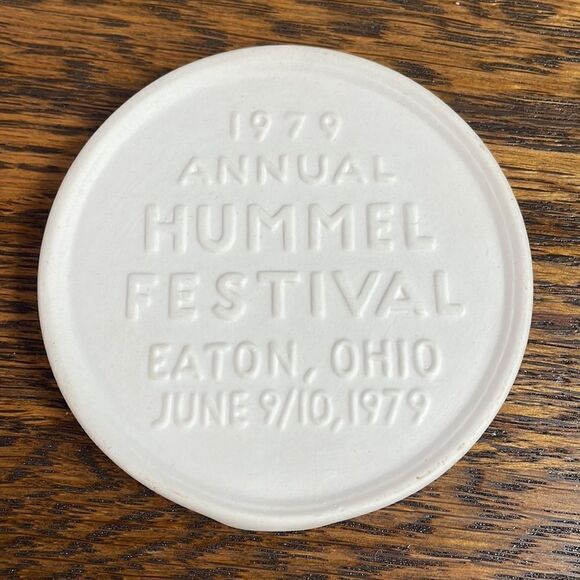 1979
ANNUAL
HUMMEL
FESTIVAL
EATON, OHIO
JUNE 9/10, 1979